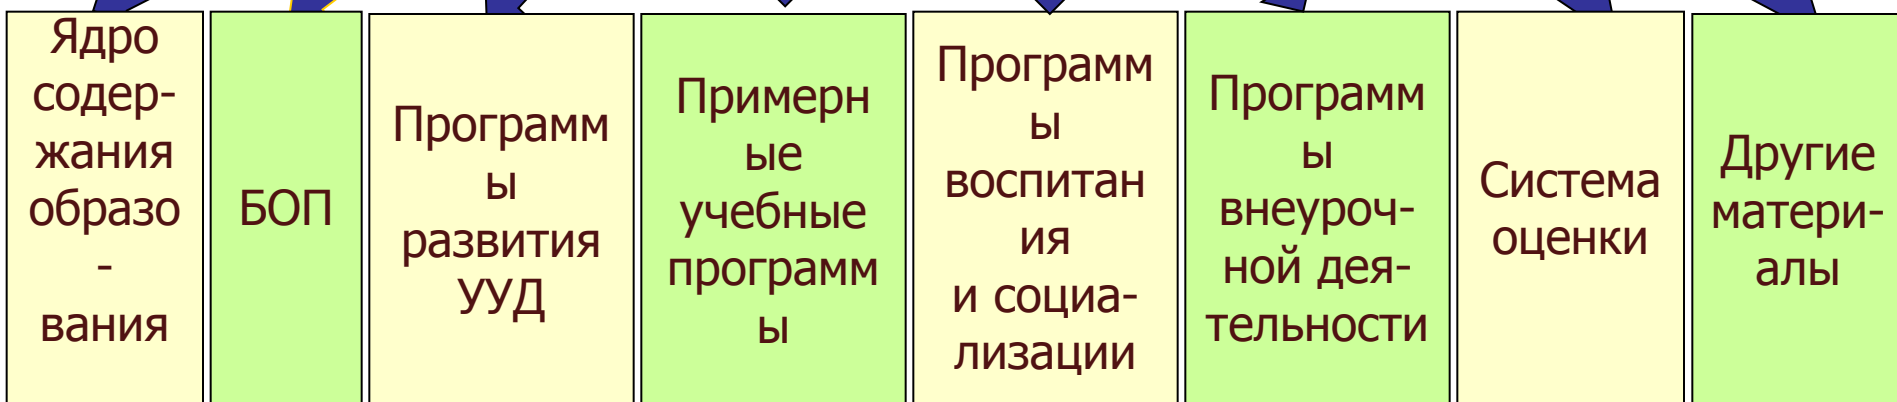 Ядро
содер-
жания
образо
-
вания
БОП
Программ
ы
развития
УУД
Примерн
ые
учебные
программ
ы
Программ
ы
воспитан
ия
и социа-
лизации
Программ
ы
внеуроч-
ной дея-
тельности
Система
оценки
Другие
матери-
алы